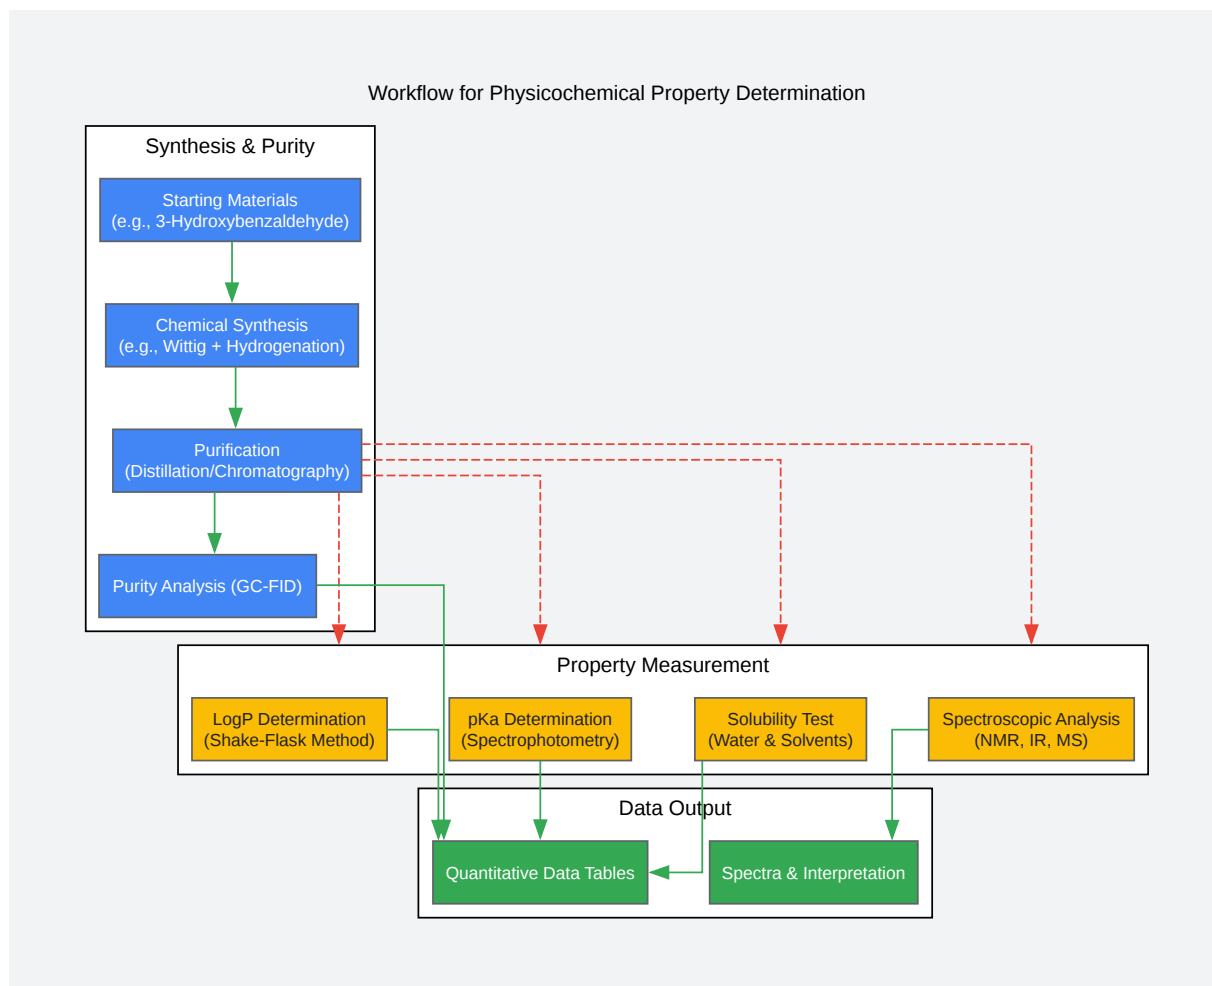 Workflow for Physicochemical Property Determination
Synthesis & Purity
Starting Materials
(e.g., 3-Hydroxybenzaldehyde)
Chemical Synthesis
(e.g., Wittig + Hydrogenation)
Purification
(Distillation/Chromatography)
Purity Analysis (GC-FID)
Property Measurement
LogP Determination
(Shake-Flask Method)
pKa Determination
(Spectrophotometry)
Solubility Test
(Water & Solvents)
Spectroscopic Analysis
(NMR, IR, MS)
Data Output
Quantitative Data Tables
Spectra & Interpretation